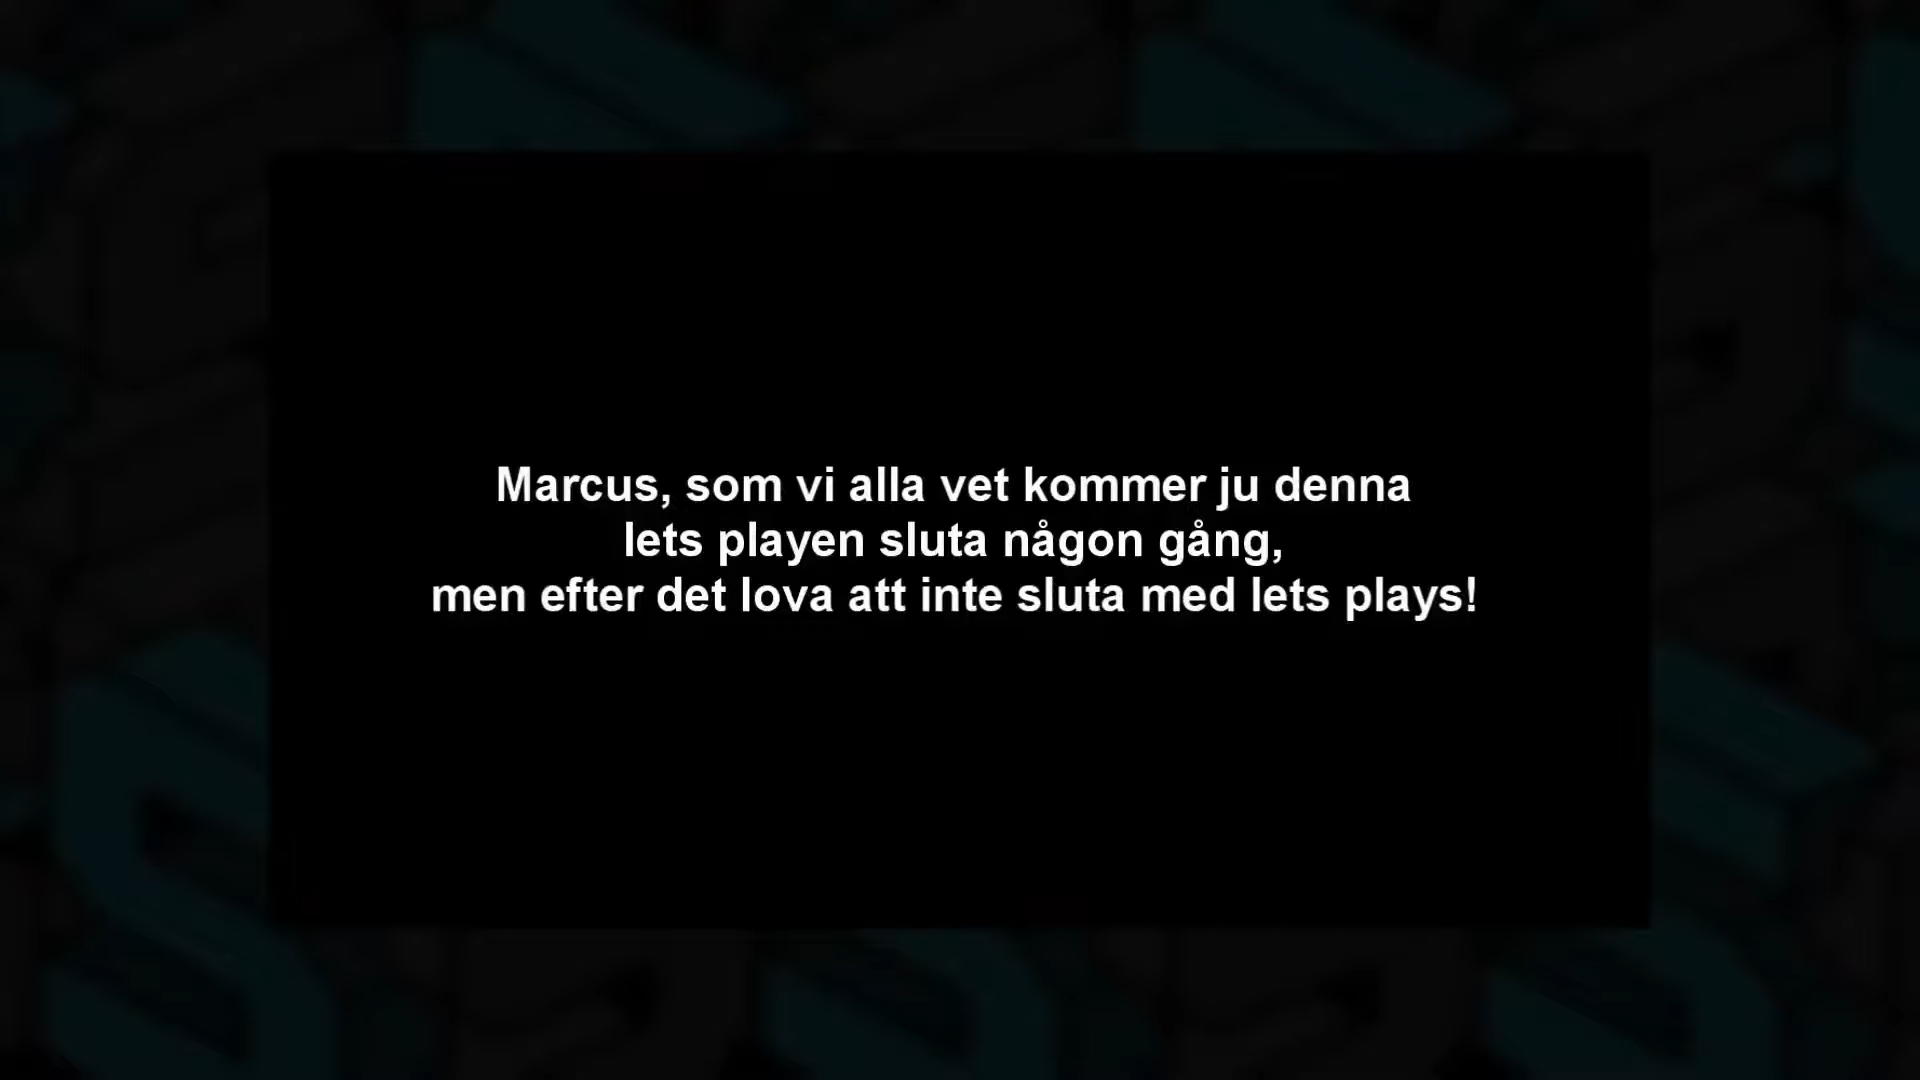 Marcus, som vi alla vet kommer ju denna
lets playen sluta någon gång,
men efter det lova att inte sluta med lets plays!